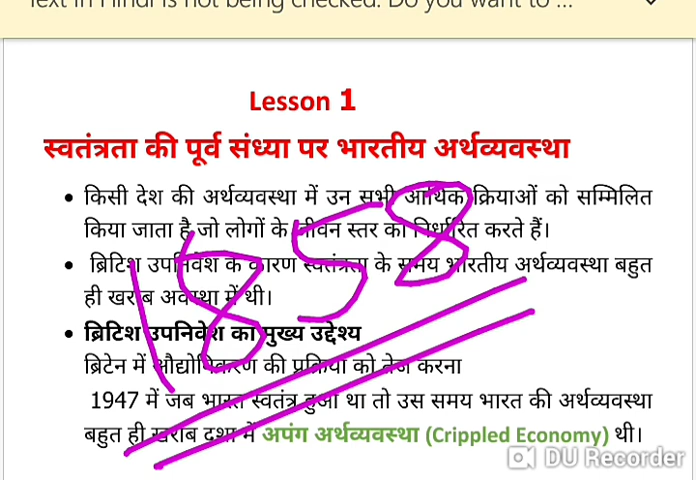 Text in Hindi is not being checked. Do you want to ...
Lesson 1
स्वतंत्रता की पूर्व संध्या पर भारतीय अर्थव्यवस्था
• किसी देश की अर्थव्यवस्था में उन सभी आर्थिक क्रियाओं को सम्मिलित
किया जाता है जो लोगों के जीवन स्तर को निर्धारित करते हैं।
• ब्रिटिश उपनिवेश के कारण स्वतंत्रता के समय भारतीय अर्थव्यवस्था बहुत
ही खराब अवस्था में थी।
• ब्रिटिश उपनिवेश का मुख्य उद्देश्य
ब्रिटेन में औद्योगिकरण की प्रक्रिया को तेज करना
1947 में जब भारत स्वतंत्र हुआ था तो उस समय भारत की अर्थव्यवस्था
बहुत ही खराब दशा में अपंग अर्थव्यवस्था (Crippled Economy) थी।
1858
DU Recorder